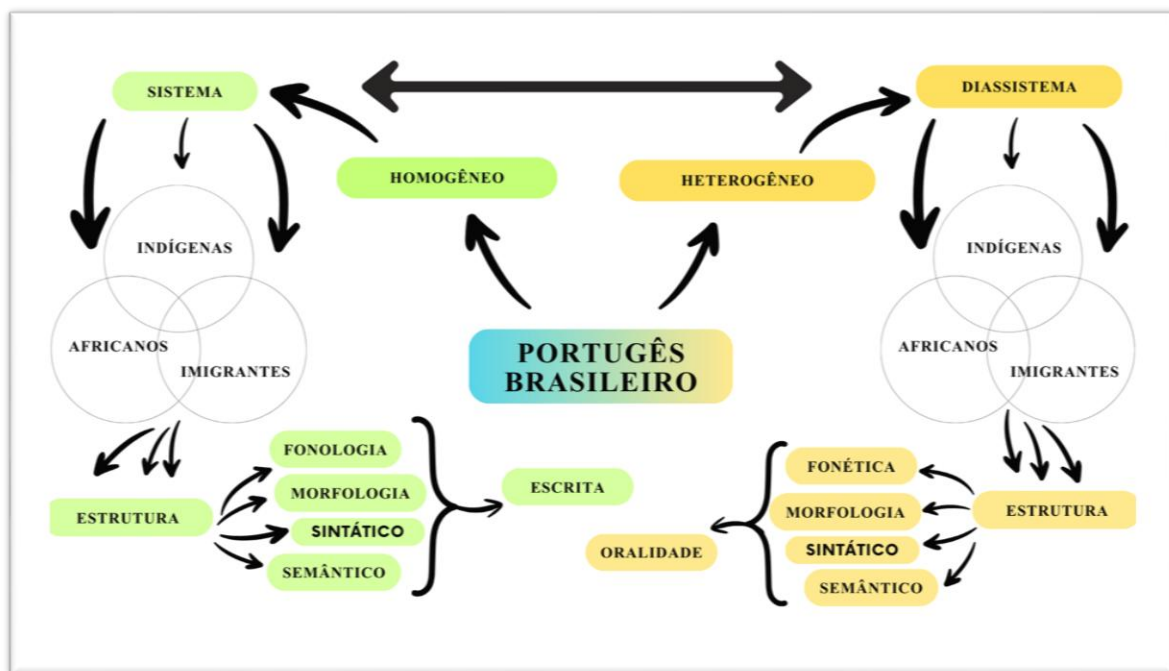 SISTEMA
DIASSISTEMA
HOMOGÊNEO
HETEROGÊNEO
INDÍGENAS
AFRICANOS
IMIGRANTES
INDÍGENAS
AFRICANOS
IMIGRANTES
PORTUGÊS
BRASILEIRO
ESTRUTURA
FONOLOGIA
MORFOLOGIA
SINTÁTICO
SEMÂNTICO
ESCRITA
ORALIDADE
FONÉTICA
MORFOLOGIA
SINTÁTICO
SEMÂNTICO
ESTRUTURA